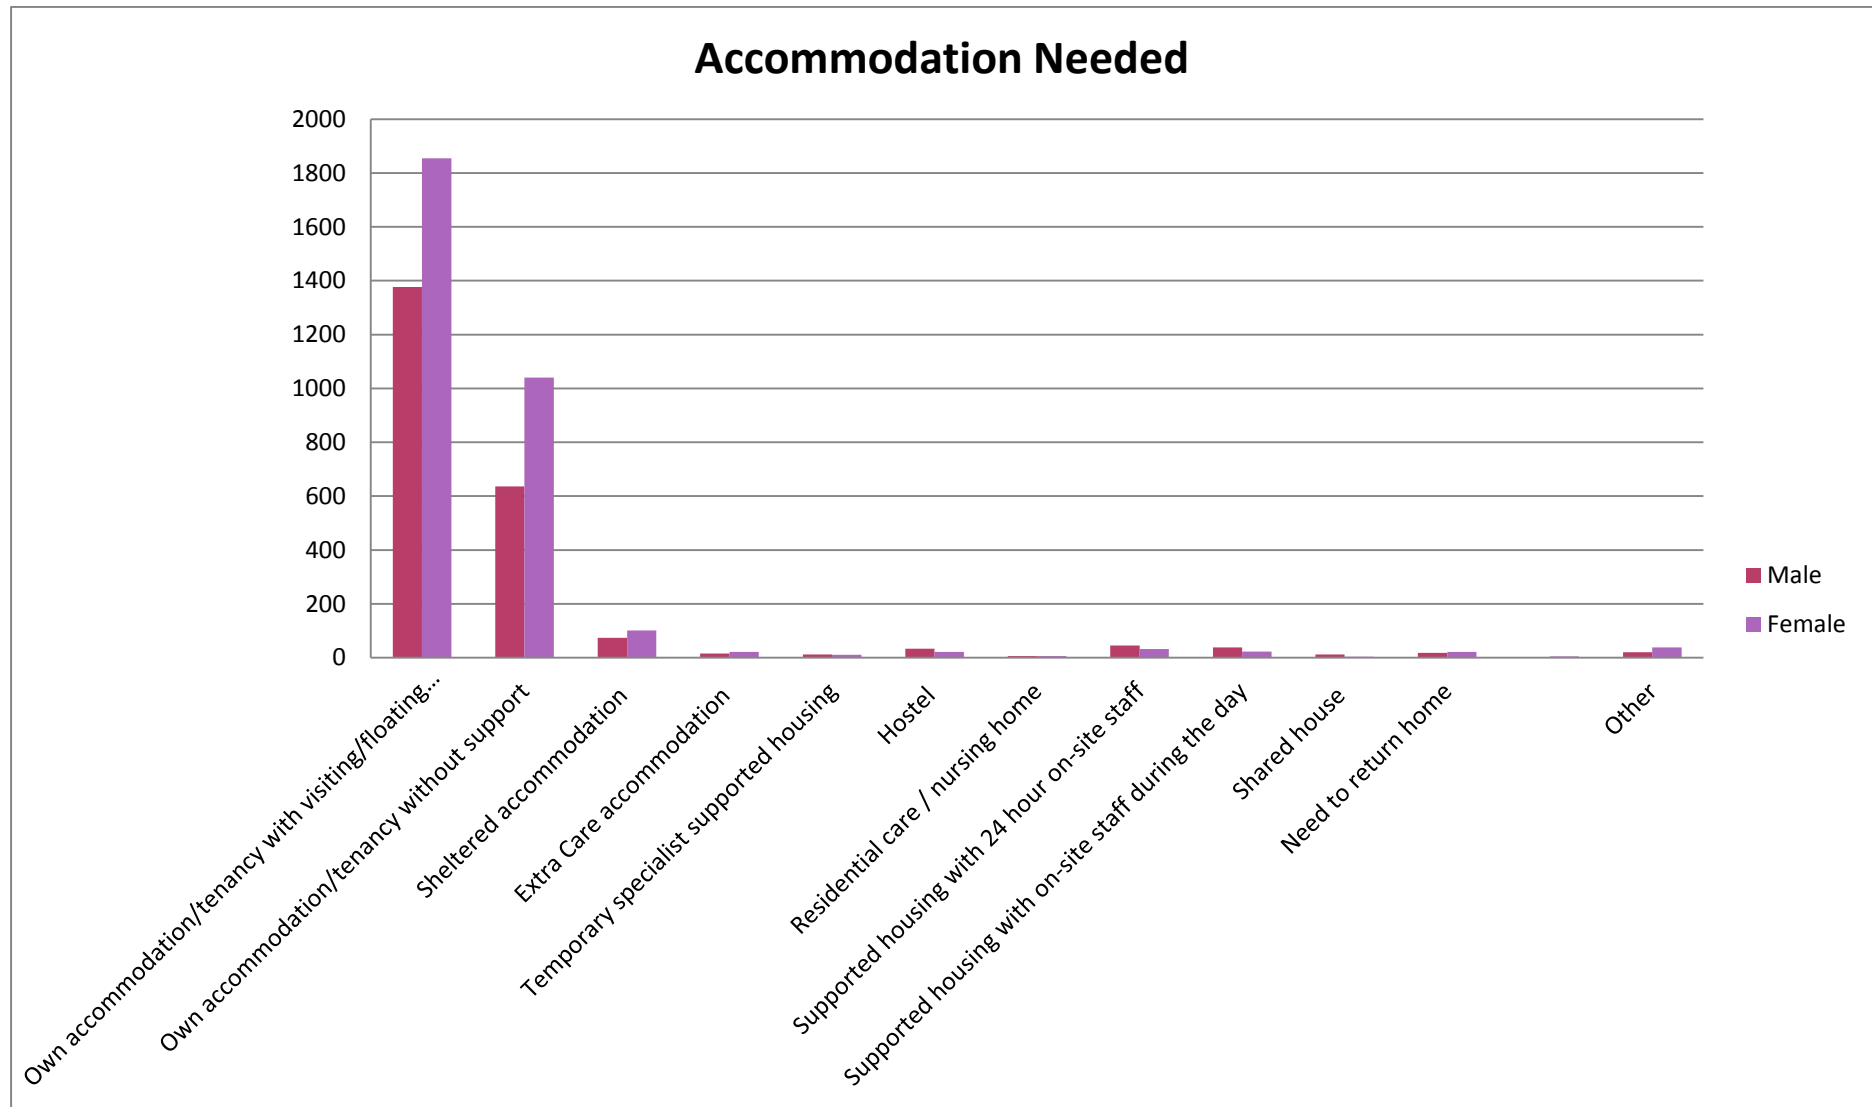 Accommodation Needed
2000
1800
1600
1400
1200
1000
800
600
400
200
0
Male
Female
Own accommodation/tenancy with visiting/floating...
Own accommodation/tenancy without support
Sheltered accommodation
Extra Care accommodation
Temporary specialist supported housing
Hostel
Residential care / nursing home
Supported housing with 24 hour on-site staff
Supported housing with on-site staff during the day
Shared house
Need to return home
Other